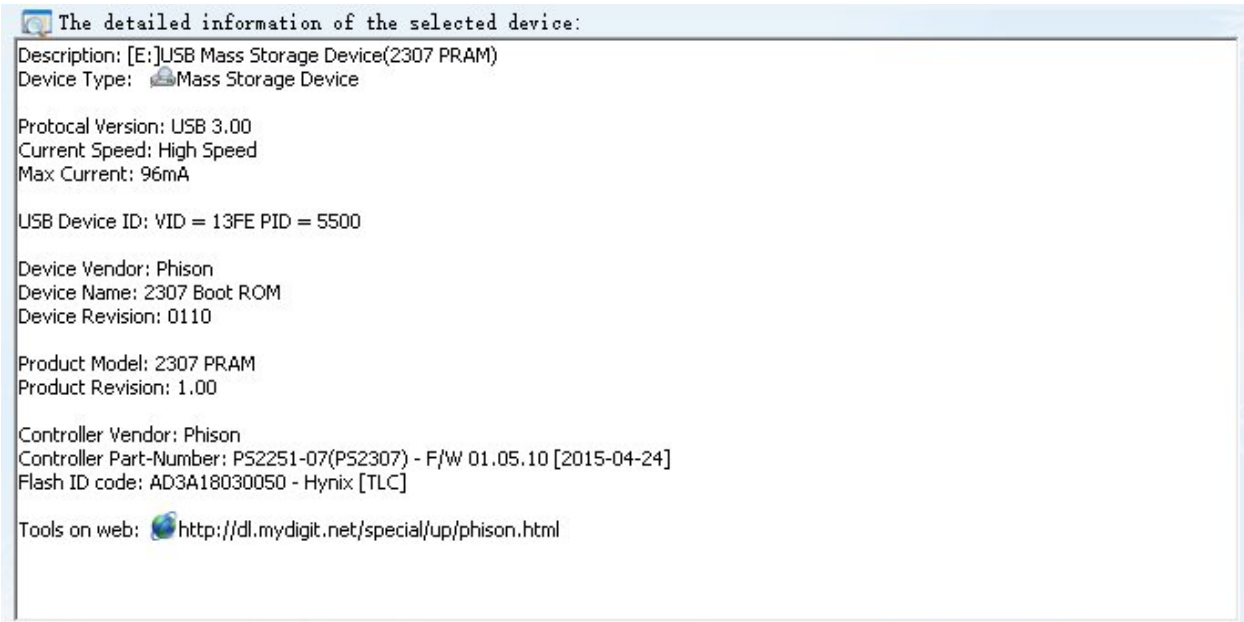 The detailed information of the selected device:
Description: [E:]USB Mass Storage Device(2307 PRAM)
Device Type: Mass Storage Device
Protocal Version: USB 3.00
Current Speed: High Speed
Max Current: 96mA
USB Device ID: VID = 13FE PID = 5500
Device Vendor: Phison
Device Name: 2307 Boot ROM
Device Revision: 0110
Product Model: 2307 PRAM
Product Revision: 1.00
Controller Vendor: Phison
Controller Part-Number: PS2251-07(PS2307) - F/W 01.05.10 [2015-04-24]
Flash ID code: AD3A18030050 - Hynix [TLC]
Tools on web: http://dl.mydigit.net/special/up/phison.html